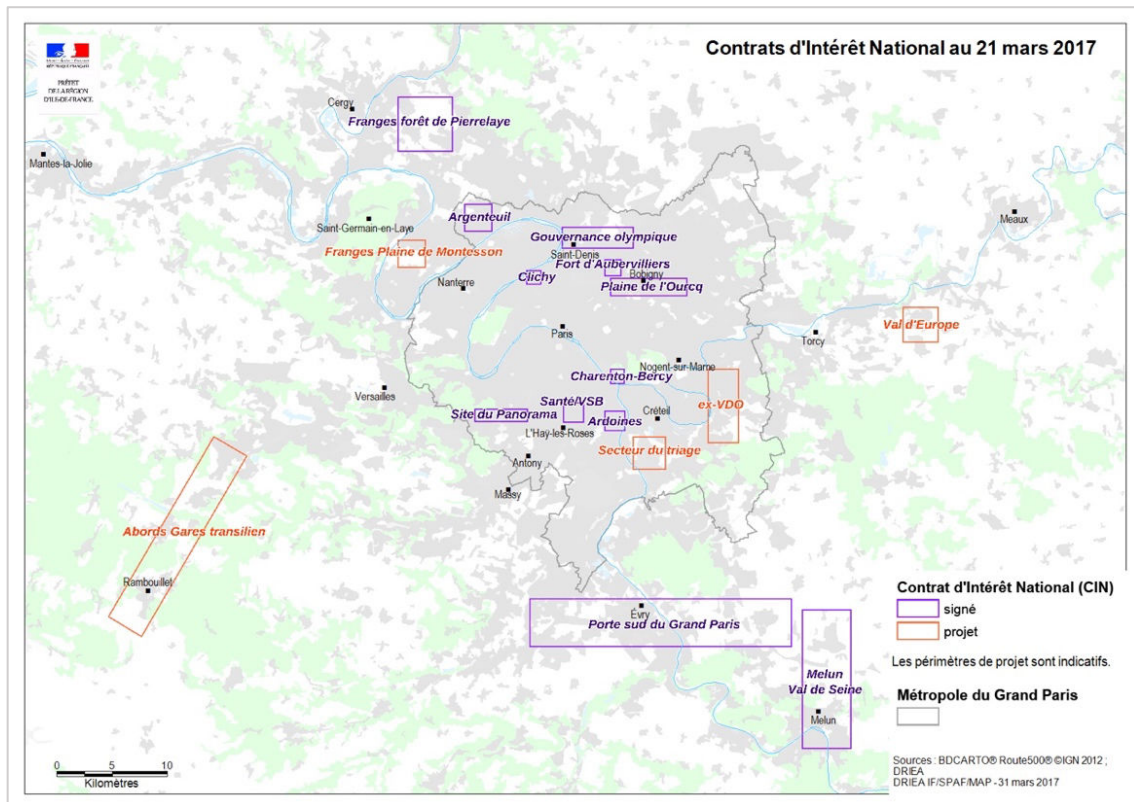 Contrats d'Intérêt National au 21 mars 2017
PRÉFET
DE LA RÉGION
D'ILE-DE-FRANCE
Cergy
Franges forêt de Pierrelaye
Mantes-la-Jolie
Argenteuil
Meaux
Saint-Germain-en-Laye
Gouvernance olympique
Saint-Denis
Franges Plaine de Montesson
Fort d'Aubervilliers
Clichy
Bobigny
Nanterre
Plaine de l'Ourcq
Val d'Europe
Paris
Torcy
Nogent-sur-Marne
Charenton-Bercy
Versailles
Santé/VSB
ex-VDO
Site du Panorama
Créteil
Ardoines
L'Haÿ-les-Roses
Secteur du triage
Antony
Massy
Abords Gares transilien
Rambouillet
Évry
Porte sud du Grand Paris
Melun
Val de Seine
Melun
Contrat d'Intérêt National (CIN)
signé
projet
Les périmètres de projet sont indicatifs.
Métropole du Grand Paris
0 5 10
Kilomètres
Sources : BDCARTO® Route500® ©IGN 2012 ;
DRIEA
DRIEA IF/SPAF/MAP - 31 mars 2017